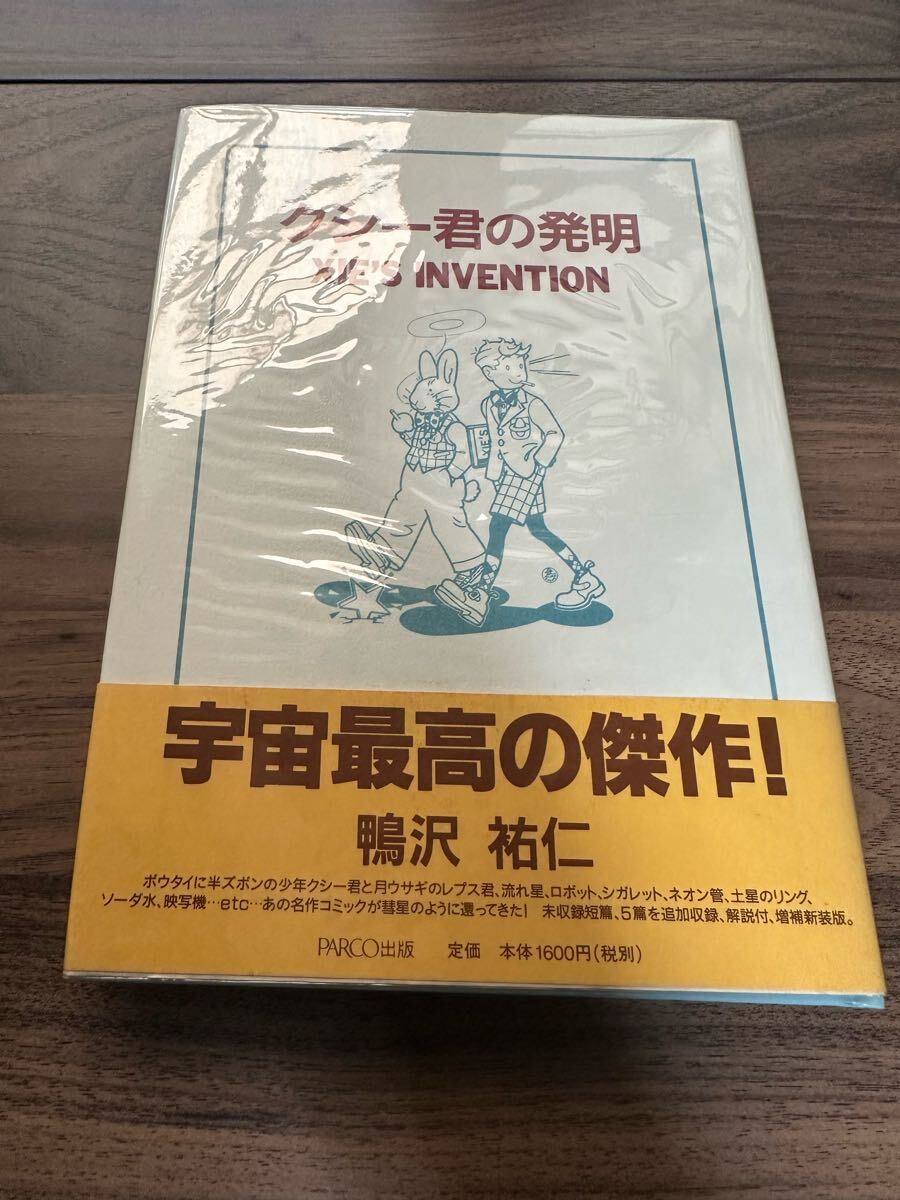 クシー君の発明
XIE'S INVENTION
XIE'S
宇宙最高の傑作!
鴨沢 祐仁
ボウタイに半ズボンの少年クシー君と月ウサギのレプス君、流れ星、ロボット、シガレット、ネオン管、土星のリング、
ソーダ水、映写機…etc…あの名作コミックが彗星のように還ってきた! 未収録短篇、5篇を追加収録、解説付、増補新装版。
PARCO出版 定価 本体1600円(税別)